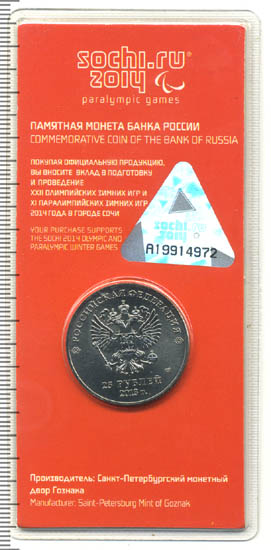 sochi.ru
2014
paralympic games
ПАМЯТНАЯ МОНЕТА БАНКА РОССИИ
COMMEMORATIVE COIN OF THE BANK OF RUSSIA
ПОКУПАЯ ОФИЦИАЛЬНУЮ ПРОДУКЦИЮ,
ВЫ ВНОСИТЕ ВКЛАД В ПОДГОТОВКУ
И ПРОВЕДЕНИЕ
XXII ОЛИМПИЙСКИХ ЗИМНИХ ИГР И
XI ПАРАЛИМПИЙСКИХ ЗИМНИХ ИГР
2014 ГОДА В ГОРОДЕ СОЧИ
YOUR PURCHASE SUPPORTS
THE SOCHI 2014 OLYMPIC AND
PARALYMPIC WINTER GAMES
sochi.ru
2014
A19914972
РОССИЙСКАЯ ФЕДЕРАЦИЯ
25 РУБЛЕЙ
2013 г.
Производитель: Санкт-Петербургский монетный
двор Гознака
Manufacturer: Saint-Petersburg Mint of Goznak